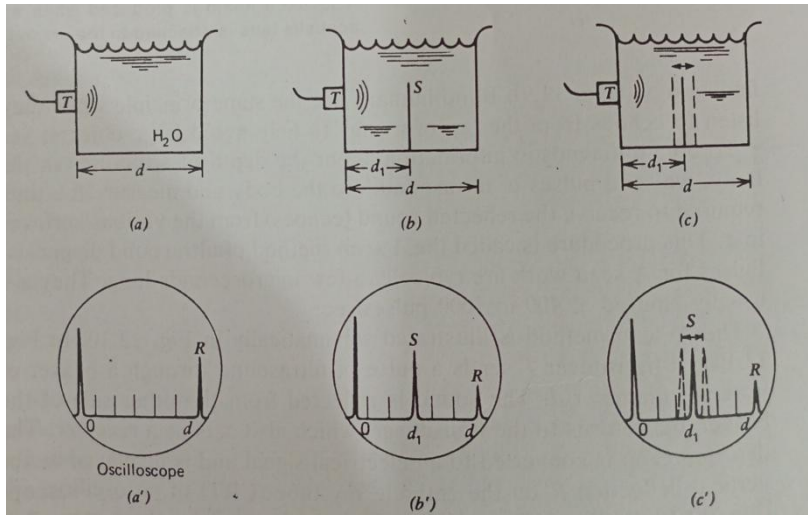 T
H₂O
d
(a)
T
S
d₁
d
(b)
T
d₁
d
(c)
R
0
d
Oscilloscope
(a')
S
R
0
d₁
d
(b')
S
R
0
d₁
d
(c')